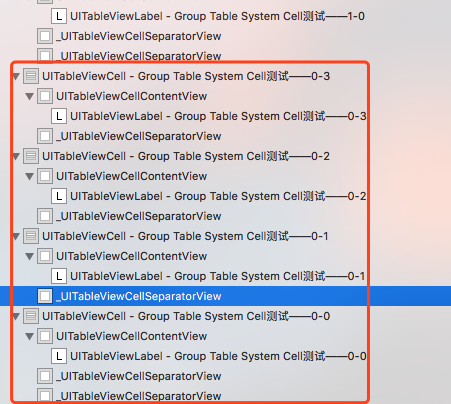 L UITableViewLabel - Group Table System Cell测试——1-0
_UITableViewCellSeparatorView
_UITableViewCellSeparatorView
UITableViewCell - Group Table System Cell测试——0-3
UITableViewCellContentView
L UITableViewLabel - Group Table System Cell测试——0-3
_UITableViewCellSeparatorView
UITableViewCell - Group Table System Cell测试——0-2
UITableViewCellContentView
L UITableViewLabel - Group Table System Cell测试——0-2
_UITableViewCellSeparatorView
UITableViewCell - Group Table System Cell测试——0-1
UITableViewCellContentView
L UITableViewLabel - Group Table System Cell测试——0-1
_UITableViewCellSeparatorView
UITableViewCell - Group Table System Cell测试——0-0
UITableViewCellContentView
L UITableViewLabel - Group Table System Cell测试——0-0
_UITableViewCellSeparatorView
_UITableViewCellSeparatorView